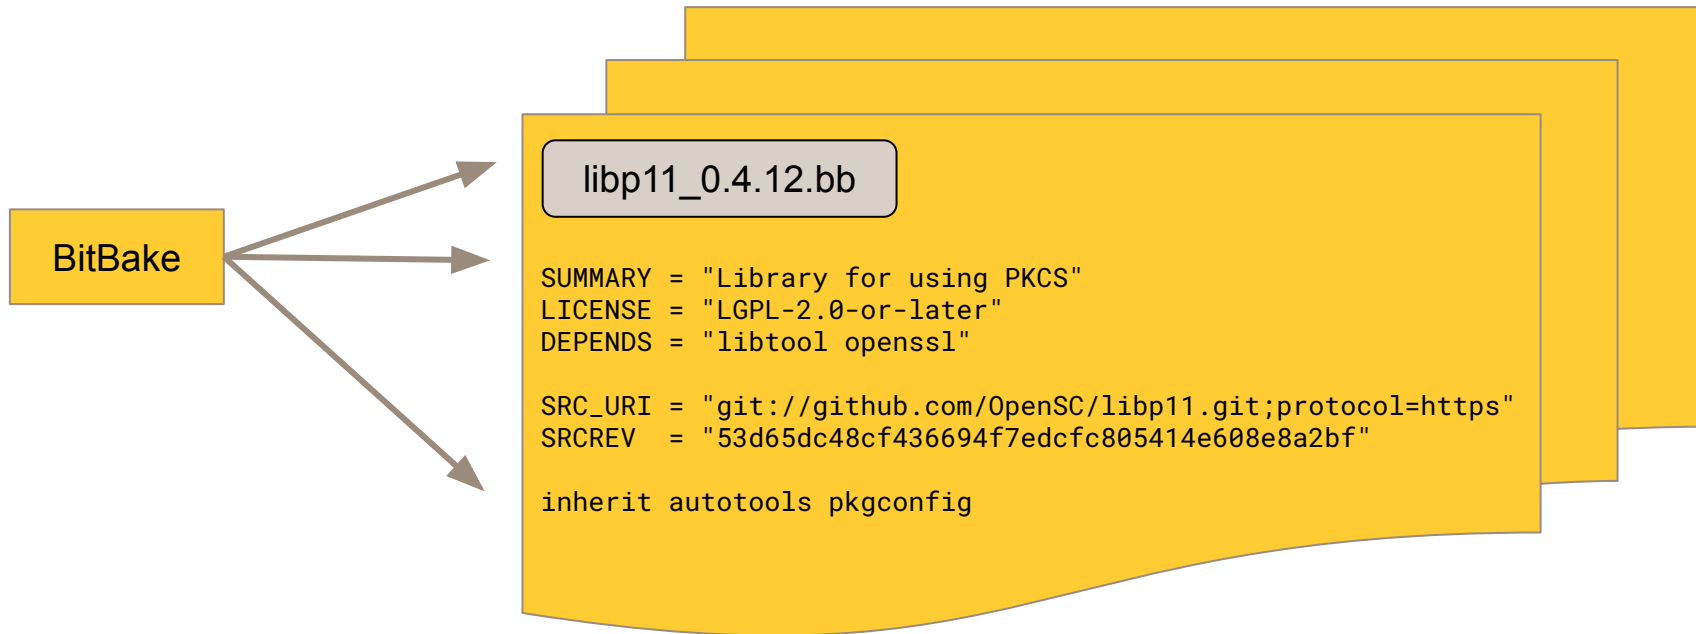 BitBake
libp11_0.4.12.bb
SUMMARY = "Library for using PKCS"
LICENSE = "LGPL-2.0-or-later"
DEPENDS = "libtool openssl"
SRC_URI = "git://github.com/OpenSC/libp11.git;protocol=https"
SRCREV  = "53d65dc48cf436694f7edcfc805414e608e8a2bf"
inherit autotools pkgconfig